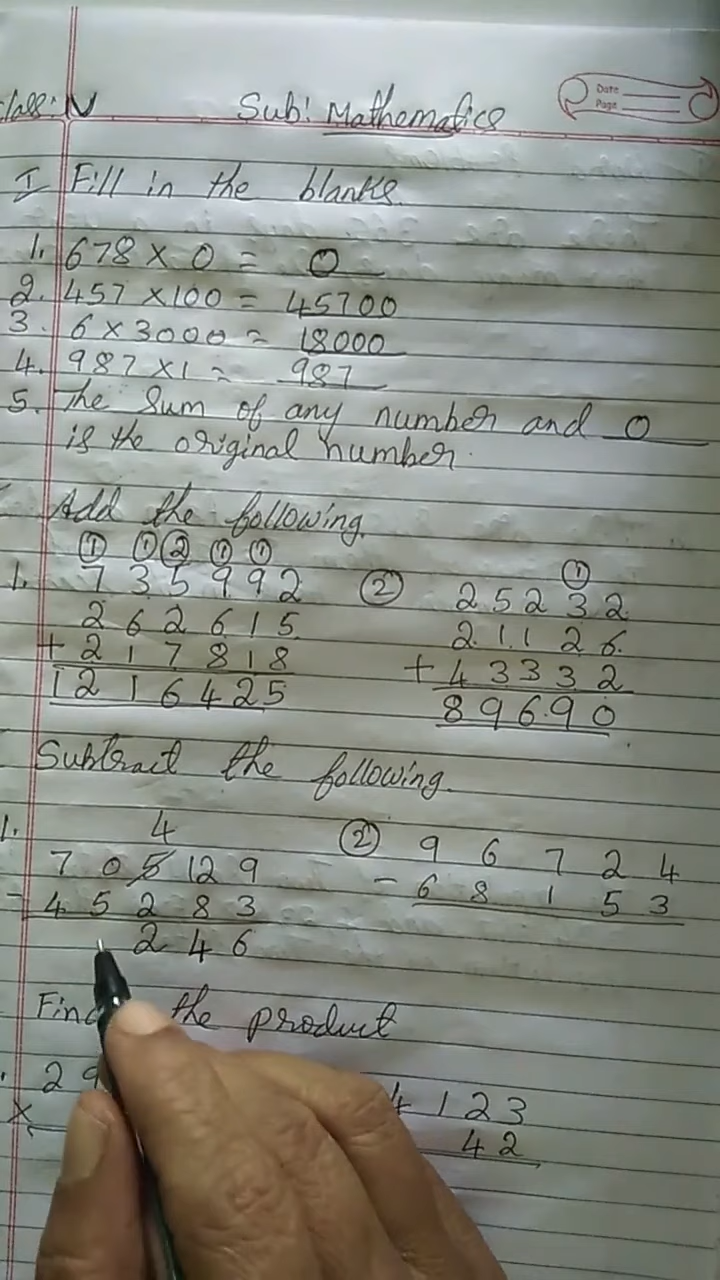 Class: IV Sub: Mathematics
Date
Page
I Fill in the blanks
1. 678 X 0 = 0
2. 457 X 100 = 45700
3. 6 X 3000 = 18000
4. 987 X 1 = 987
5. The Sum of any number and 0
is the original number.
Add the following.
① ① ② ① ① ①
1. 7 3 5 9 9 2 ② 2 5 2 3 2
2 6 2 6 1 5 2 1 1 2 6
+ 2 1 7 8 1 8 + 4 3 3 3 2
1 2 1 6 4 2 5 8 9 6 9 0
Subtract the following.
4
1. 7 0 5 12 9 ② 9 6 7 2 4
- 4 5 2 8 3 - 6 8 1 5 3
2 4 6
the product
2 9 4 1 2 3
X 4 2